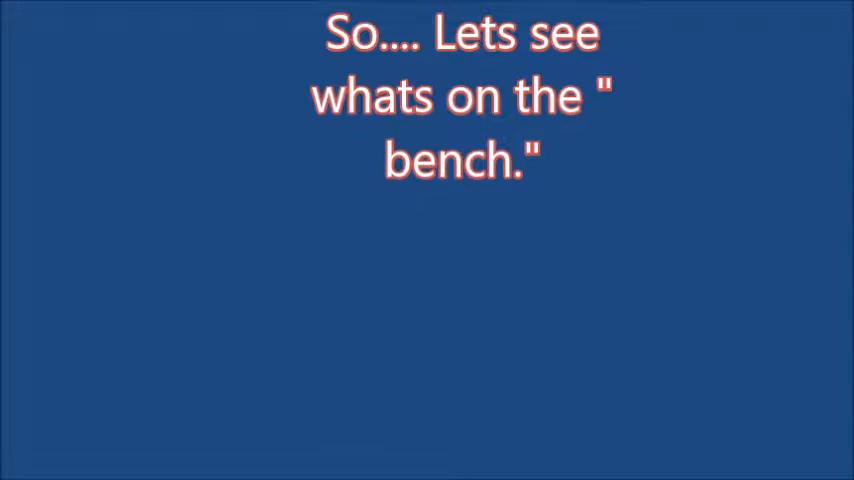 So.... Lets see
whats on the "
bench."